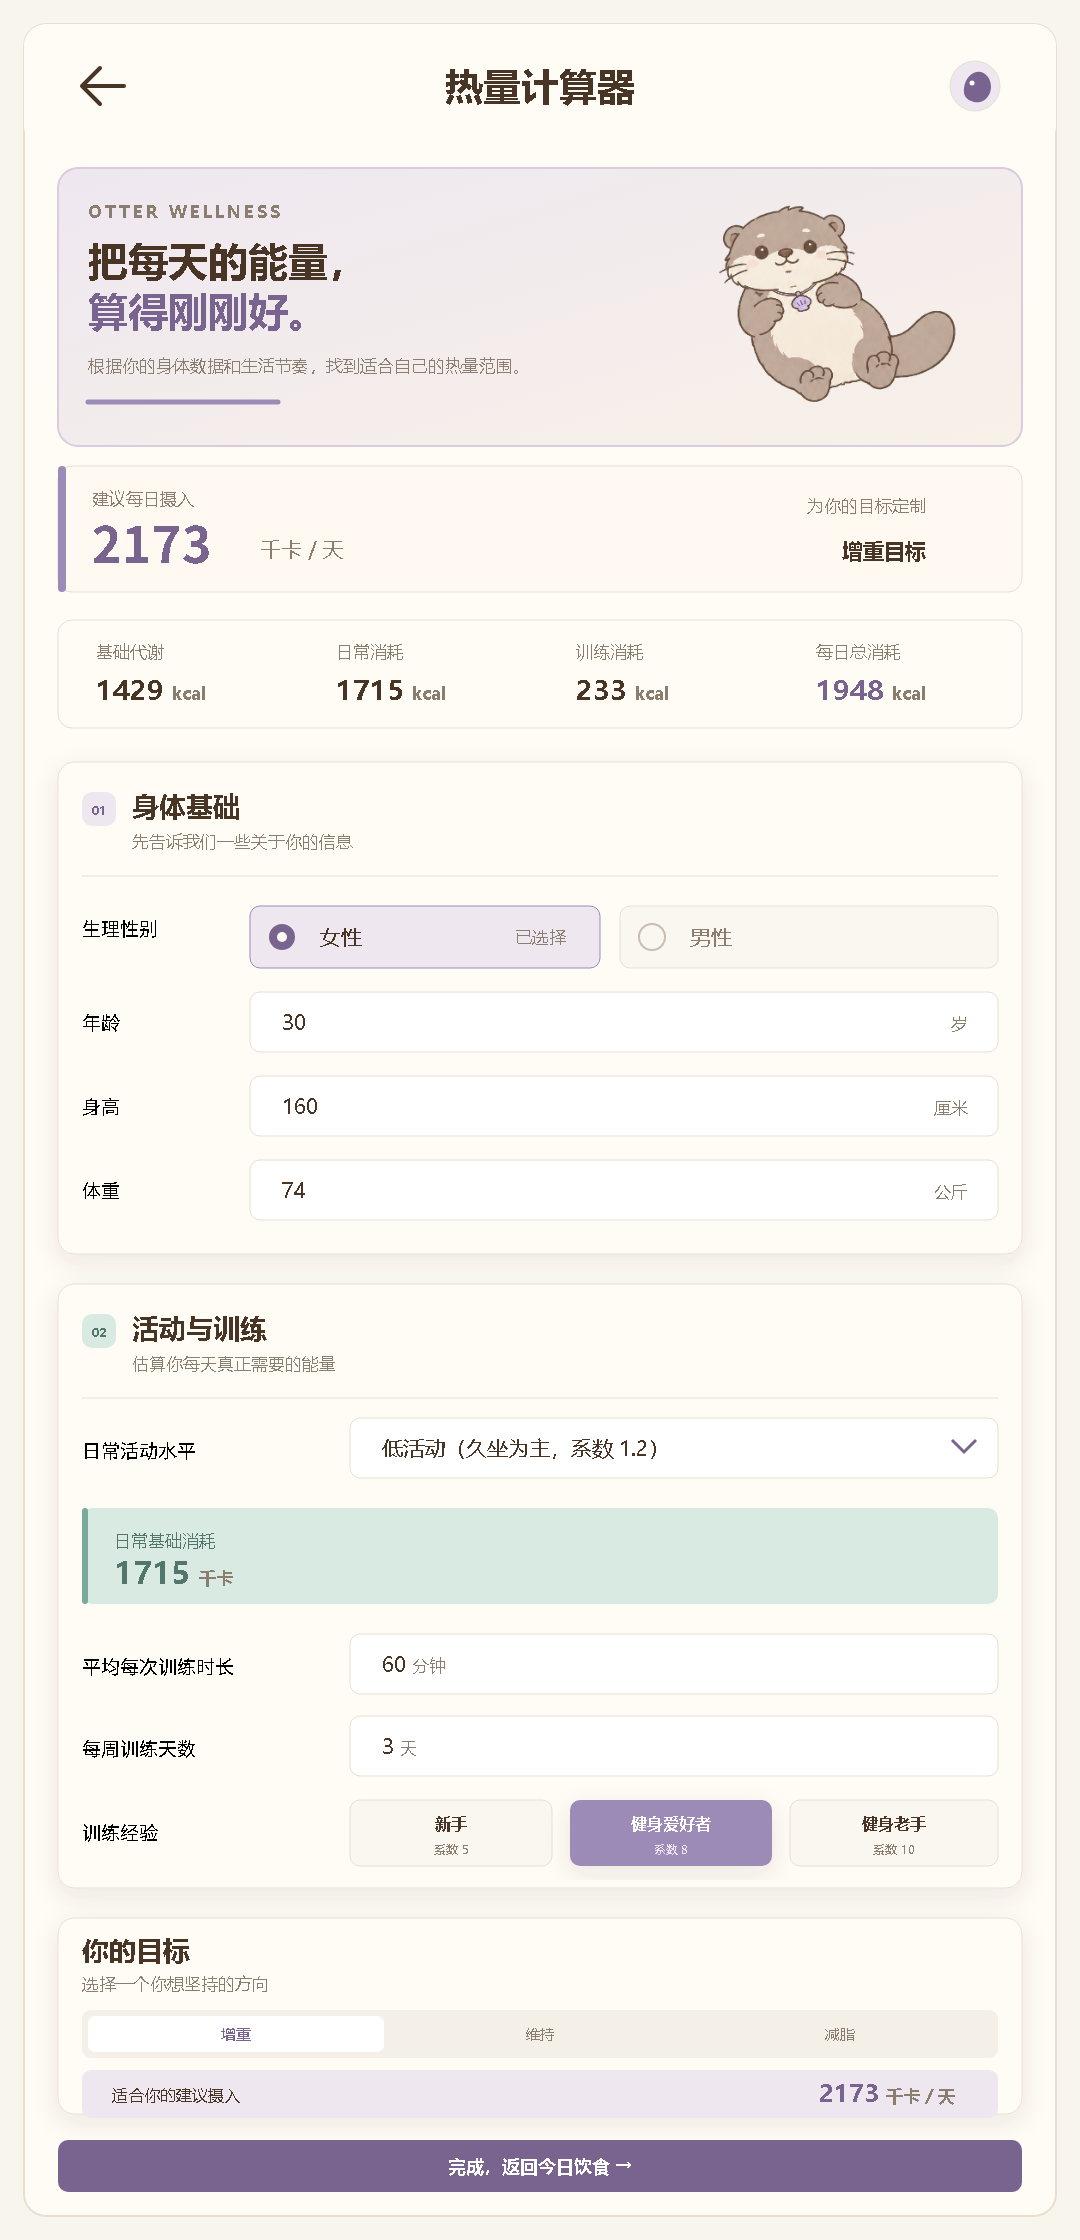 热量计算器
OTTER WELLNESS
把每天的能量，
算得刚刚好。
根据你的身体数据和生活节奏，找到适合自己的热量范围。
建议每日摄入
2173 千卡 / 天
为你的目标定制
增重目标
基础代谢
1429 kcal
日常消耗
1715 kcal
训练消耗
233 kcal
每日总消耗
1948 kcal
01 身体基础
先告诉我们一些关于你的信息
生理性别 女性 已选择 男性
年龄 30 岁
身高 160 厘米
体重 74 公斤
02 活动与训练
估算你每天真正需要的能量
日常活动水平 低活动（久坐为主，系数 1.2）
日常基础消耗
1715 千卡
平均每次训练时长 60 分钟
每周训练天数 3 天
训练经验
新手
系数 5
健身爱好者
系数 8
健身老手
系数 10
你的目标
选择一个你想坚持的方向
增重 维持 减脂
适合你的建议摄入 2173 千卡 / 天
完成，返回今日饮食 →